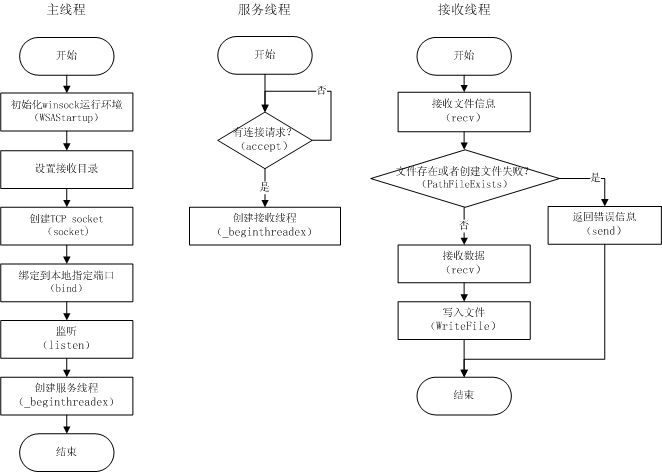 主线程
开始
初始化winsock运行环境
(WSAStartup)
设置接收目录
创建TCP socket
(socket)
绑定到本地指定端口
(bind)
监听
(listen)
创建服务线程
(_beginthreadex)
结束
服务线程
开始
否
有连接请求?
(accept)
是
创建接收线程
(_beginthreadex)
接收线程
开始
接收文件信息
(recv)
文件存在或者创建文件失败?
(PathFileExists)
是
返回错误信息
(send)
否
接收数据
(recv)
写入文件
(WriteFile)
结束